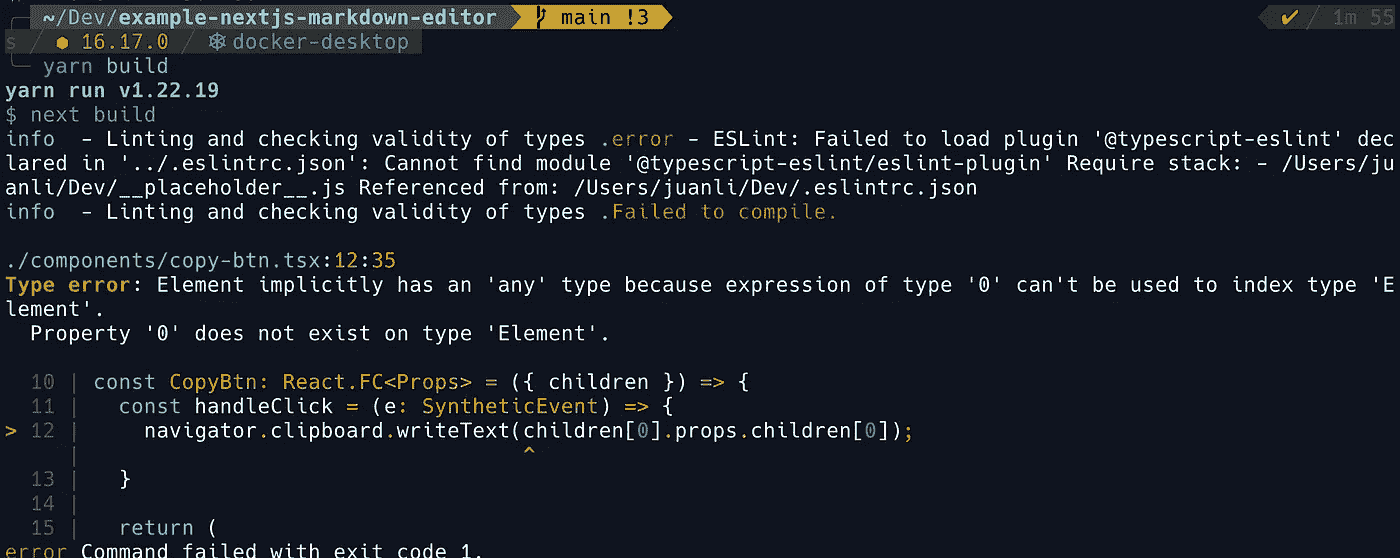 ~/Dev/example-nextjs-markdown-editor main !3 ✔ 1m 55
s / 16.17.0 / docker-desktop
yarn build
yarn run v1.22.19
$ next build
info  - Linting and checking validity of types .error - ESLint: Failed to load plugin '@typescript-eslint' dec
lared in '../.eslintrc.json': Cannot find module '@typescript-eslint/eslint-plugin' Require stack: - /Users/ju
anli/Dev/__placeholder__.js Referenced from: /Users/juanli/Dev/.eslintrc.json
info  - Linting and checking validity of types .Failed to compile.
./components/copy-btn.tsx:12:35
Type error: Element implicitly has an 'any' type because expression of type '0' can't be used to index type 'E
lement'.
  Property '0' does not exist on type 'Element'.
  10 | const CopyBtn: React.FC<Props> = ({ children }) => {
  11 |   const handleClick = (e: SyntheticEvent) => {
> 12 |     navigator.clipboard.writeText(children[0].props.children[0]);
     |                                   ^
  13 |   }
  14 |
  15 |   return (
error Command failed with exit code 1.